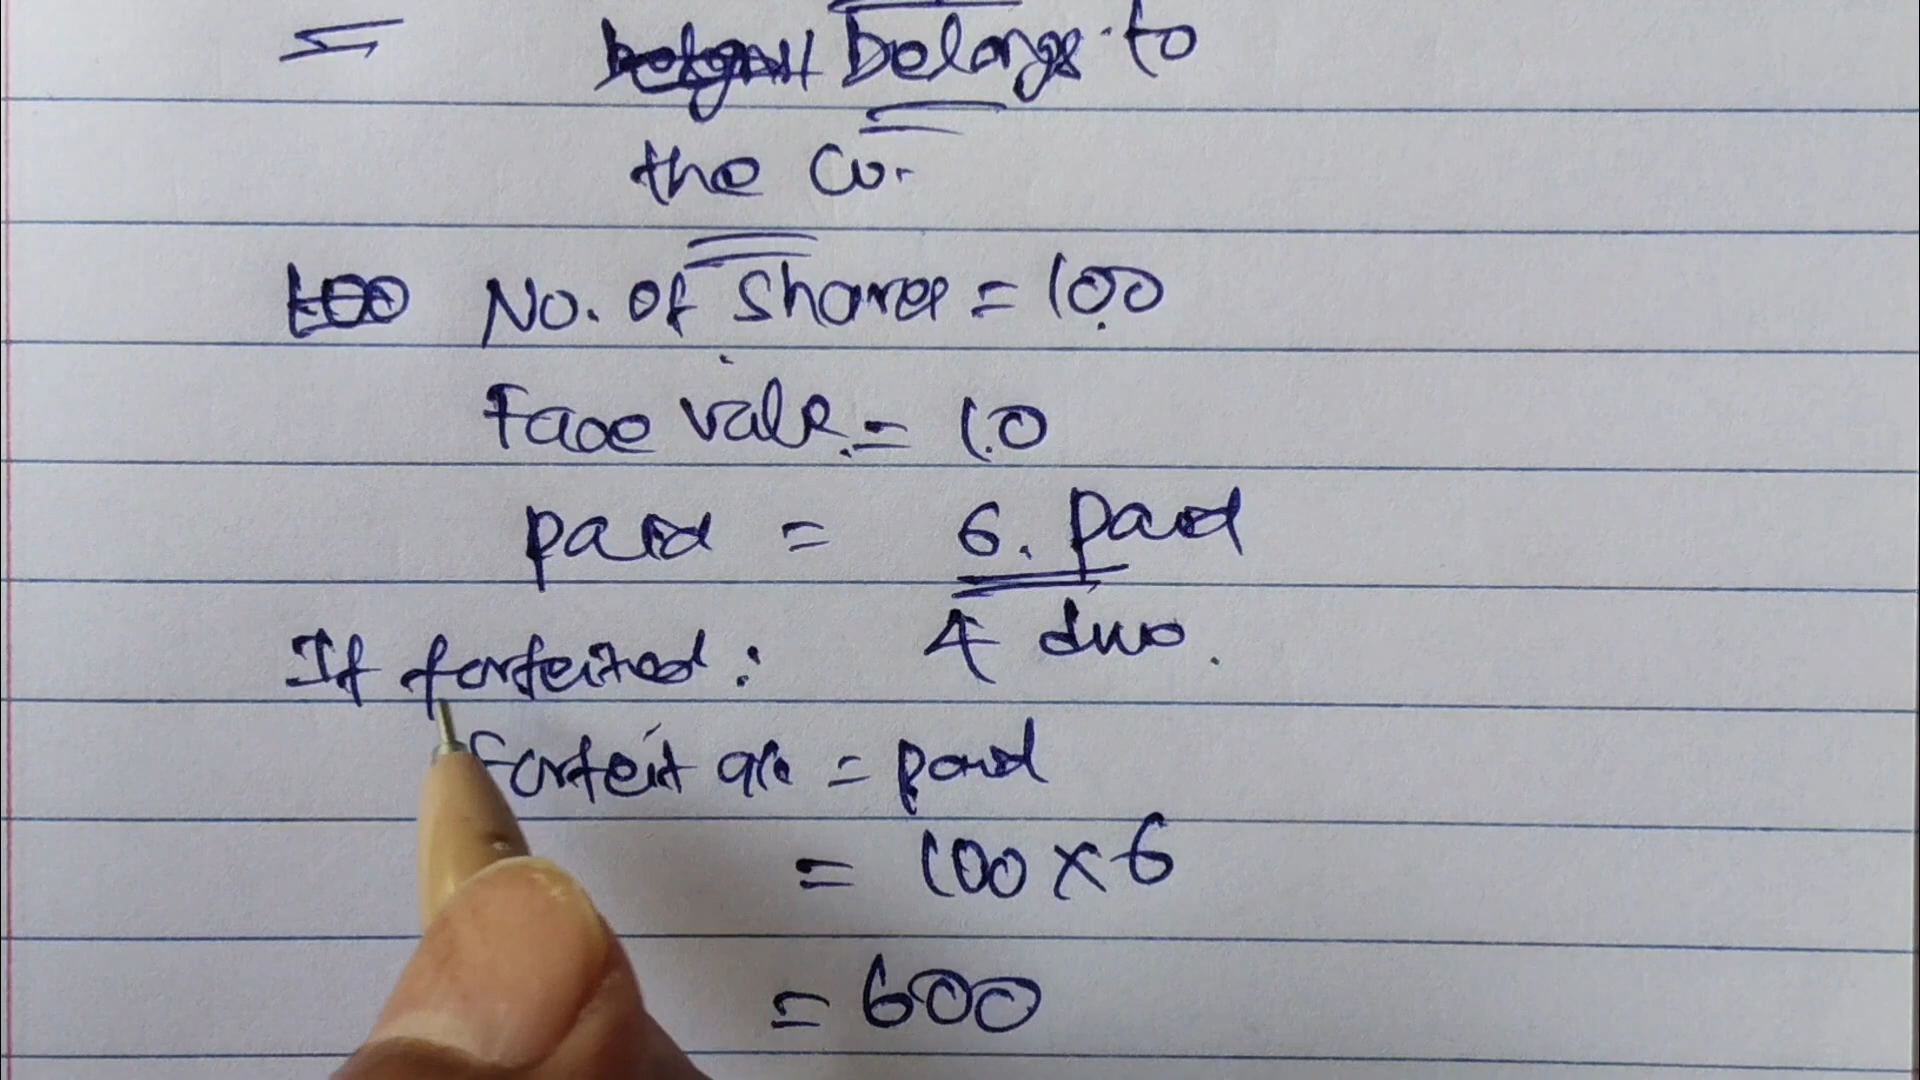 belongs to
the Co.
No. of Shares = 100
Face value = 10
paid = 6. paid
4 due.
If forfeited :
forfeit a/c = paid
= 100 x 6
= 600